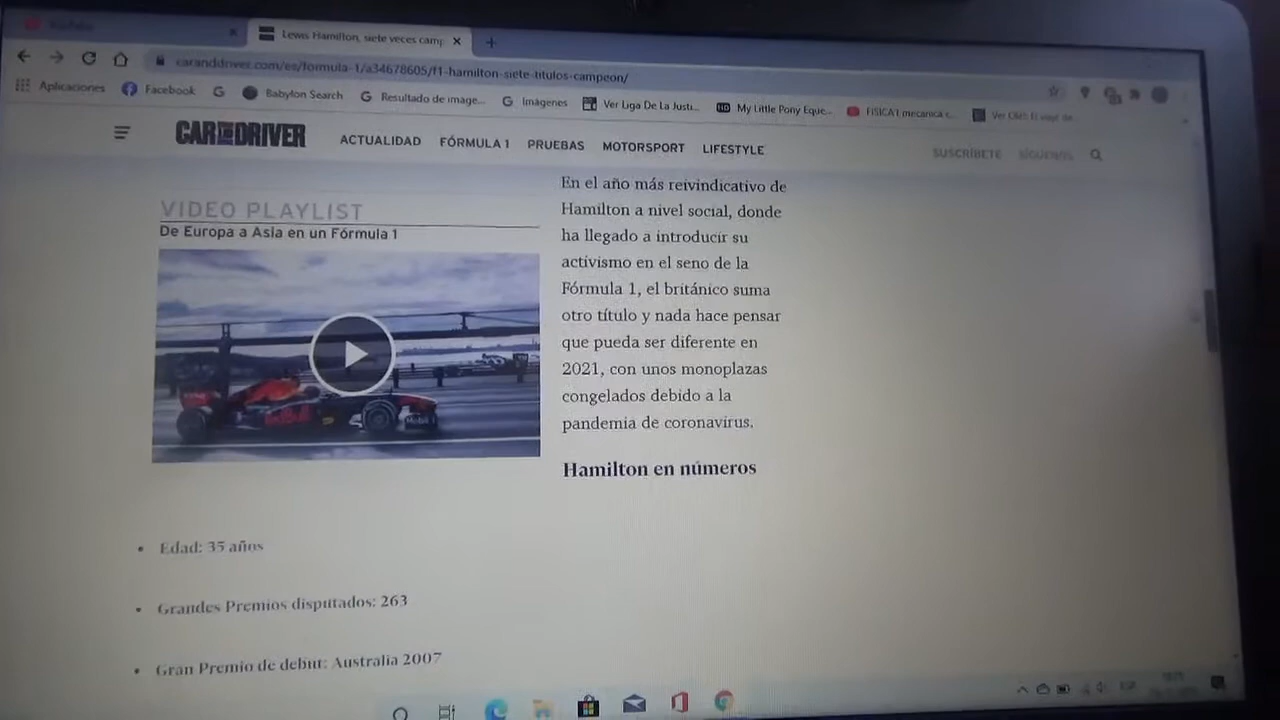 Lewis Hamilton, siete veces camp
caranddriver.com/es/formula-1/a34678605/f1-hamilton-siete-titulos-campeon/
Aplicaciones Facebook Babylon Search Resultado de image... Imágenes Ver Liga De La Justi... My Little Pony Eque... FISICA I mecanica c...
CAR AND DRIVER ACTUALIDAD FÓRMULA 1 PRUEBAS MOTORSPORT LIFESTYLE SUSCRÍBETE SÍGUENOS
VIDEO PLAYLIST
De Europa a Asia en un Fórmula 1
Red Bull
Mobil 1
En el año más reivindicativo de
Hamilton a nivel social, donde
ha llegado a introducir su
activismo en el seno de la
Fórmula 1, el británico suma
otro título y nada hace pensar
que pueda ser diferente en
2021, con unos monoplazas
congelados debido a la
pandemia de coronavirus.
Hamilton en números
• Edad: 35 años
• Grandes Premios disputados: 263
• Gran Premio de debut: Australia 2007